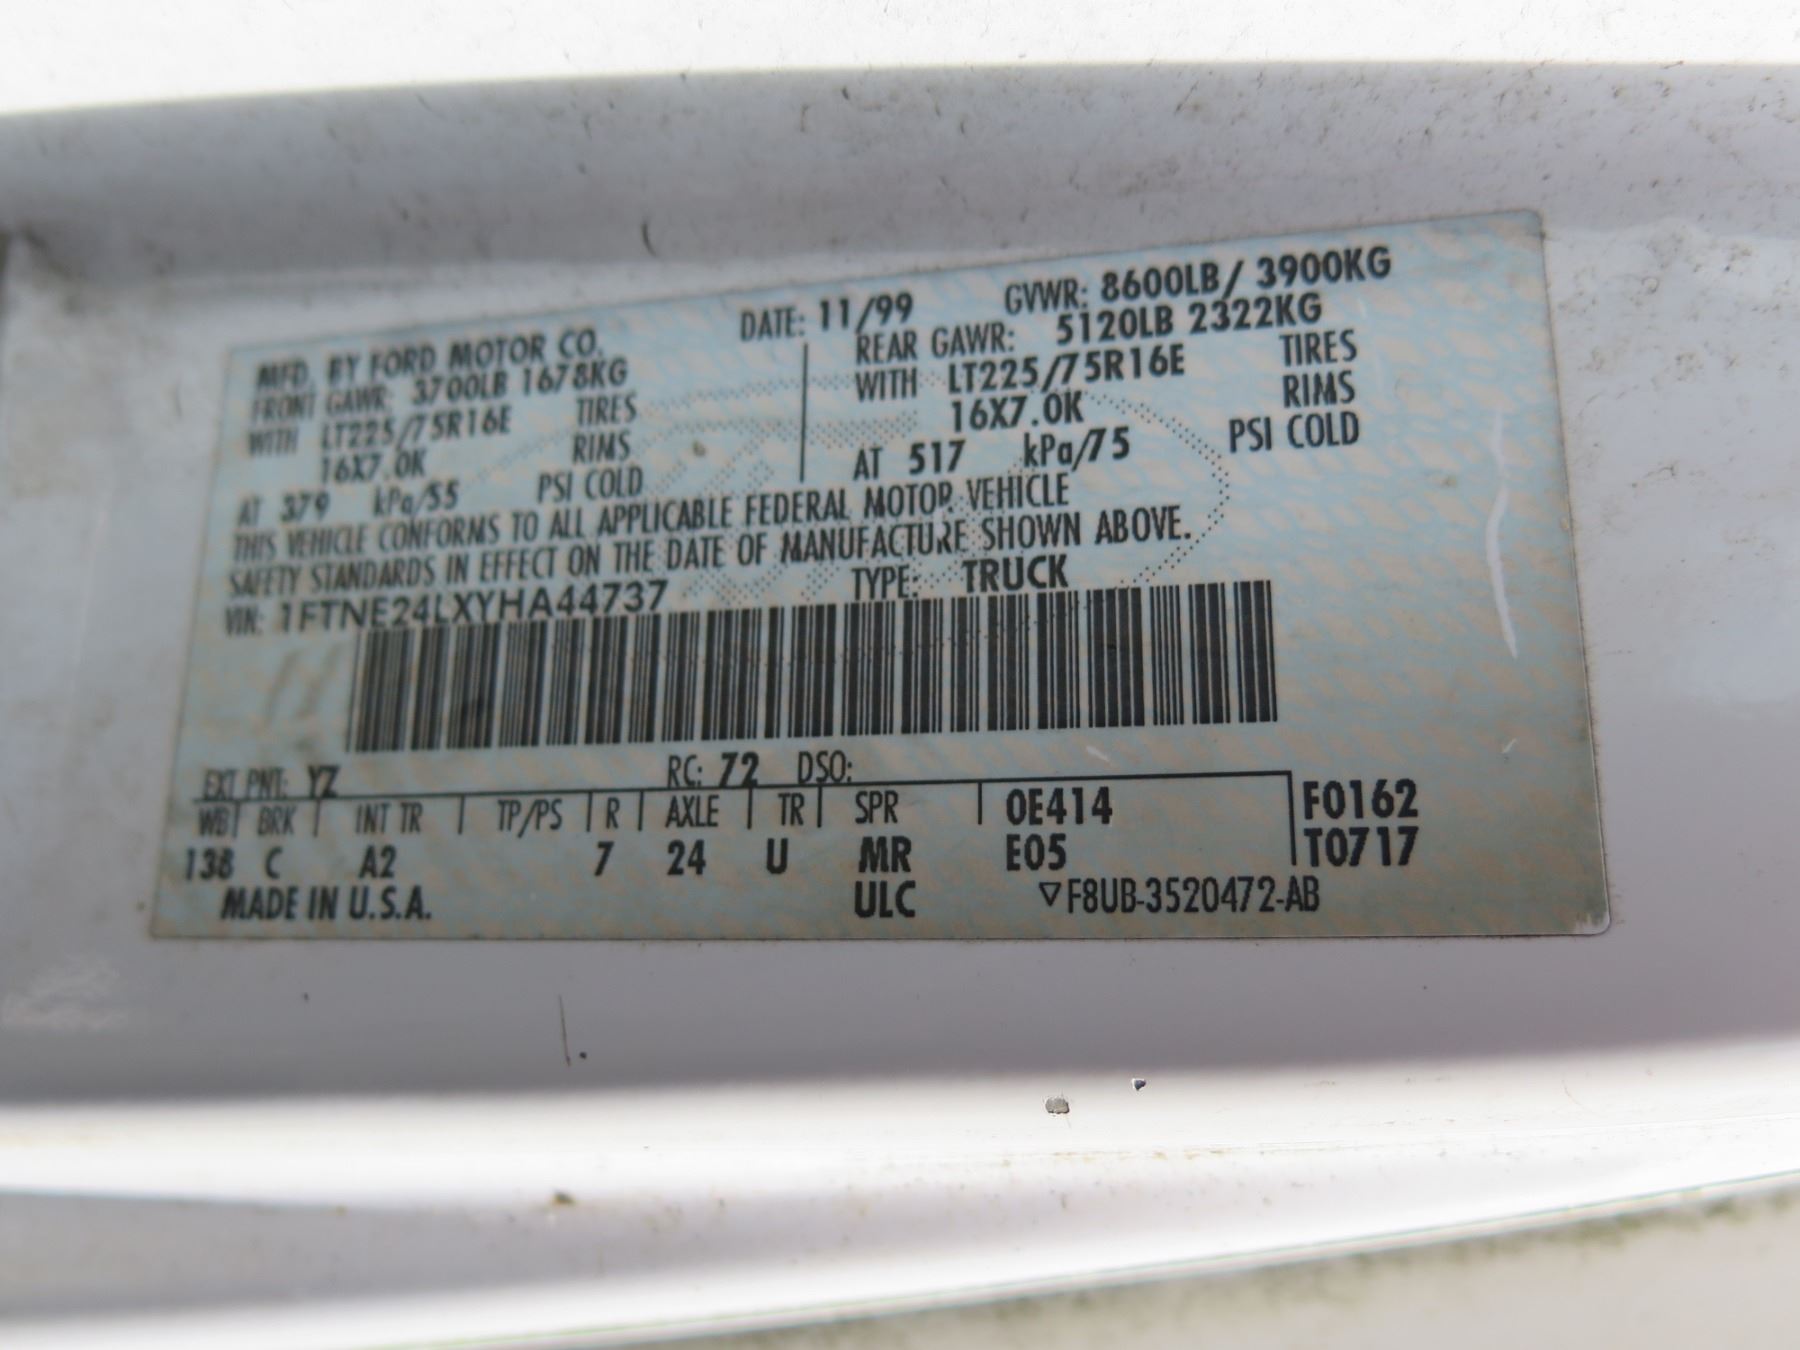 MFD. BY FORD MOTOR CO.
DATE: 11/99
GVWR: 8600LB/ 3900KG
FRONT GAWR: 3700LB 1678KG
WITH LT225/75R16E TIRES
16X7.0K RIMS
AT 379 kPa/55 PSI COLD
REAR GAWR: 5120LB 2322KG
WITH LT225/75R16E TIRES
16X7.0K RIMS
AT 517 kPa/75 PSI COLD
THIS VEHICLE CONFORMS TO ALL APPLICABLE FEDERAL MOTOR VEHICLE
SAFETY STANDARDS IN EFFECT ON THE DATE OF MANUFACTURE SHOWN ABOVE.
VIN: 1FTNE24LXYHA44737
TYPE: TRUCK
EXT PNT: YZ RC: 72 DSO:
WB BRK INT TR TP/PS R AXLE TR SPR 0E414 F0162
138 C A2 7 24 U MR E05 T0717
MADE IN U.S.A. ULC ▽F8UB-3520472-AB